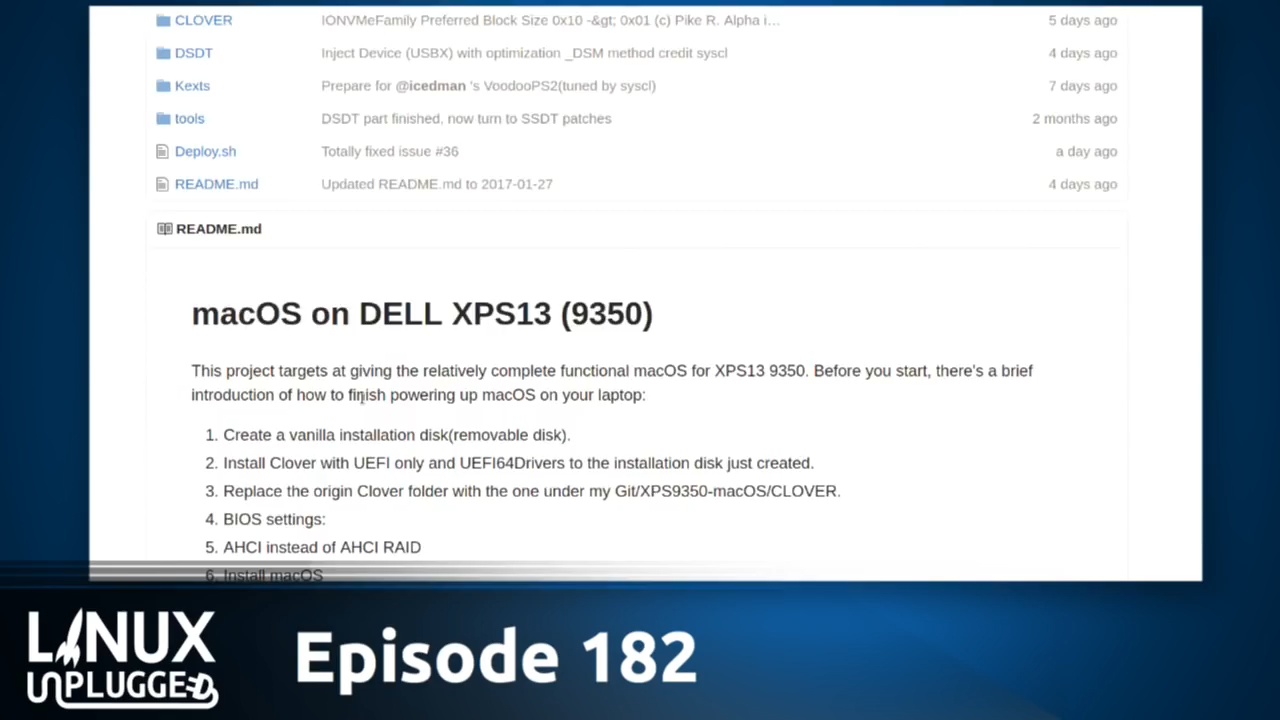 CLOVER IONVMeFamily Preferred Block Size 0x10 -&gt; 0x01 (c) Pike R. Alpha i… 5 days ago
DSDT Inject Device (USBX) with optimization _DSM method credit syscl 4 days ago
Kexts Prepare for @icedman 's VoodooPS2(tuned by syscl) 7 days ago
tools DSDT part finished, now turn to SSDT patches 2 months ago
Deploy.sh Totally fixed issue #36 a day ago
README.md Updated README.md to 2017-01-27 4 days ago
README.md
macOS on DELL XPS13 (9350)
This project targets at giving the relatively complete functional macOS for XPS13 9350. Before you start, there's a brief
introduction of how to finish powering up macOS on your laptop:
1. Create a vanilla installation disk(removable disk).
2. Install Clover with UEFI only and UEFI64Drivers to the installation disk just created.
3. Replace the origin Clover folder with the one under my Git/XPS9350-macOS/CLOVER.
4. BIOS settings:
5. AHCI instead of AHCI RAID
6. Install macOS
LINUX
UNPLUGGED
Episode 182